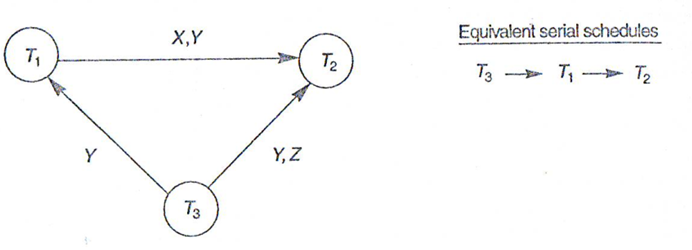 X,Y
T₁
T₂
Y
Y,Z
T₃
Equivalent serial schedules
T₃ → T₁ → T₂